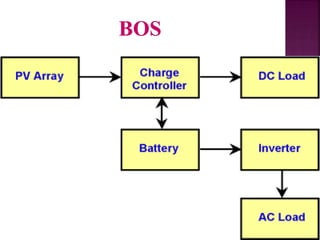 BOS
PV Array
Charge
Controller
DC Load
Battery
Inverter
AC Load